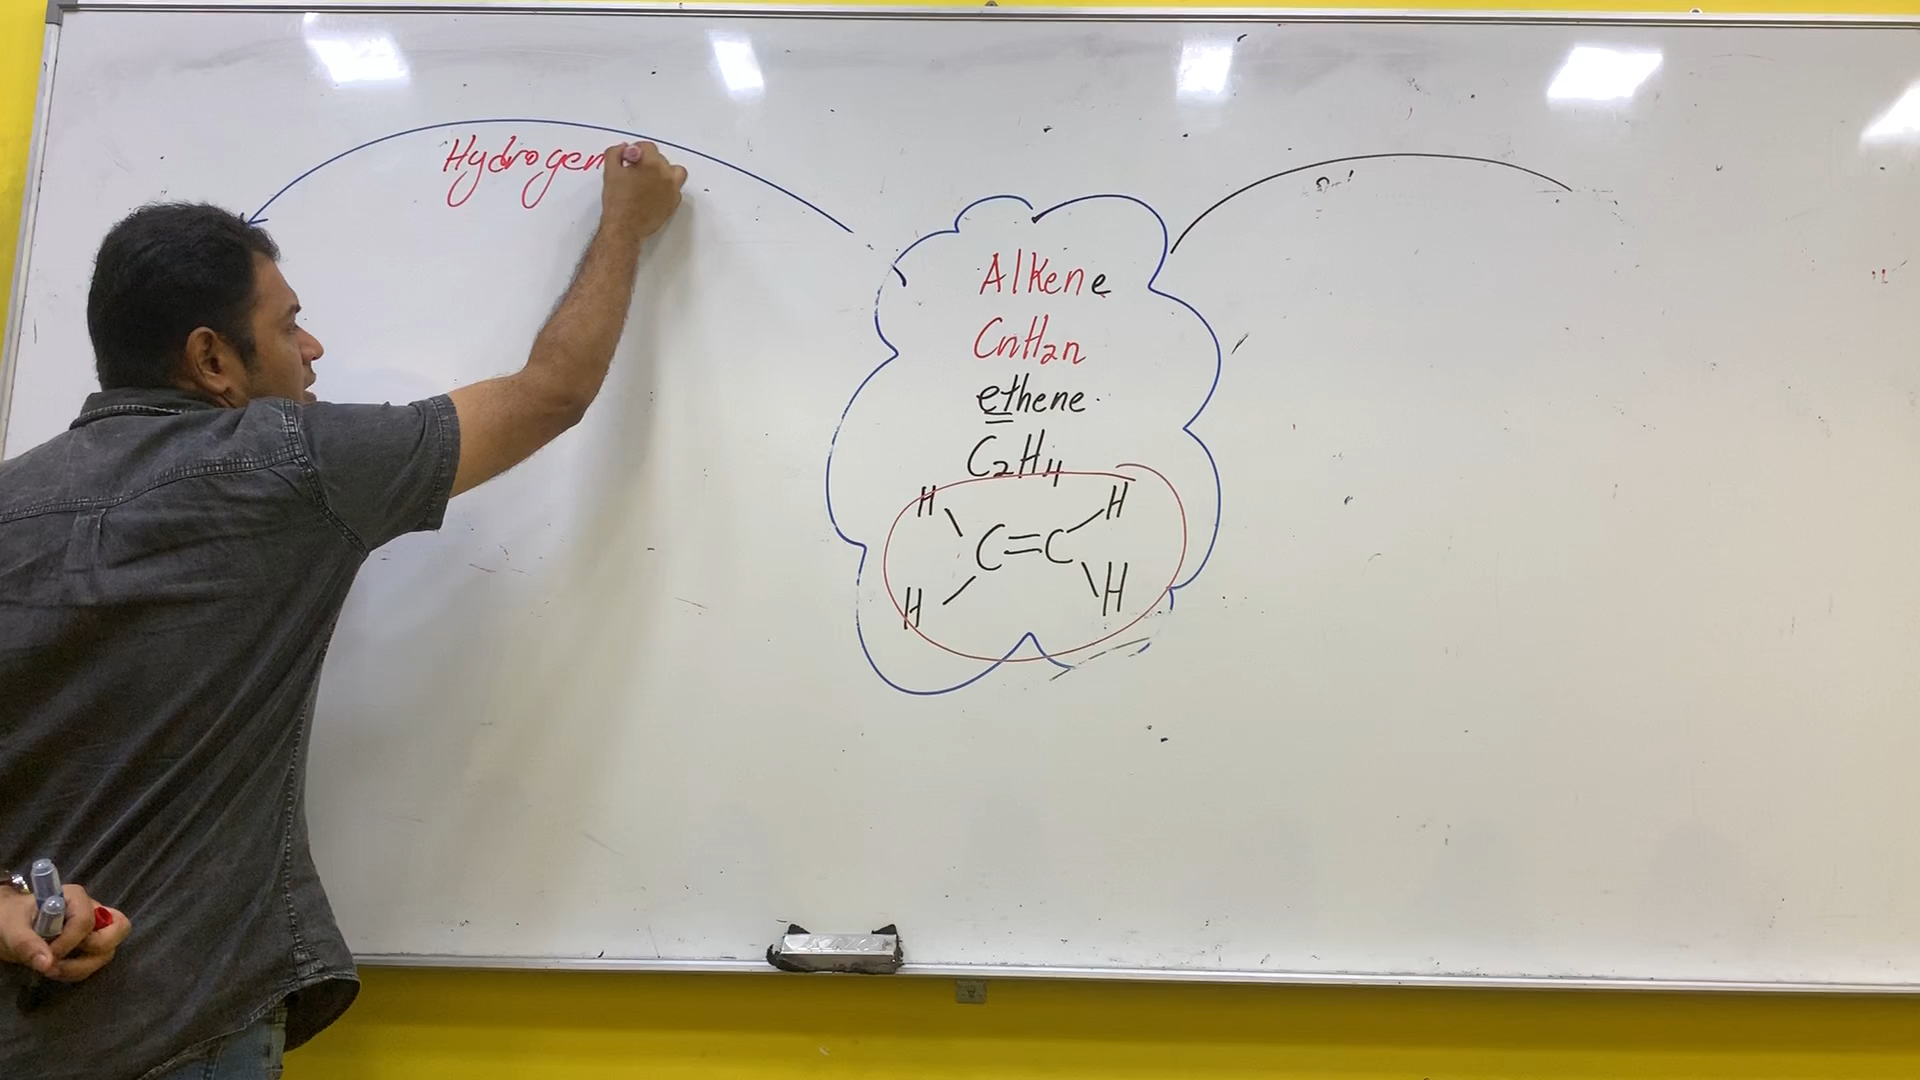 Hydrogen
Alkene
CnH2n
ethene
C2H4
H H
C=C
H H